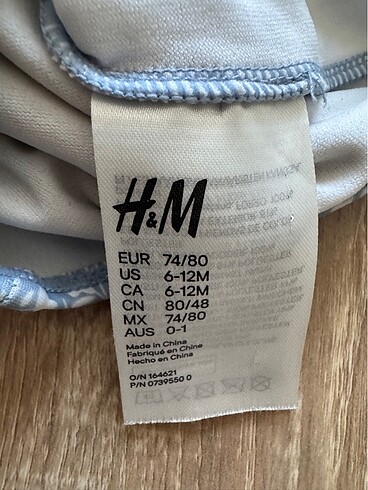 H&M
EUR 74/80
US 6-12M
CA 6-12M
CN 80/48
MX 74/80
AUS 0-1
Made in China
Fabriqué en Chine
Hecho en China
O/N 164621
P/N 0739550 0